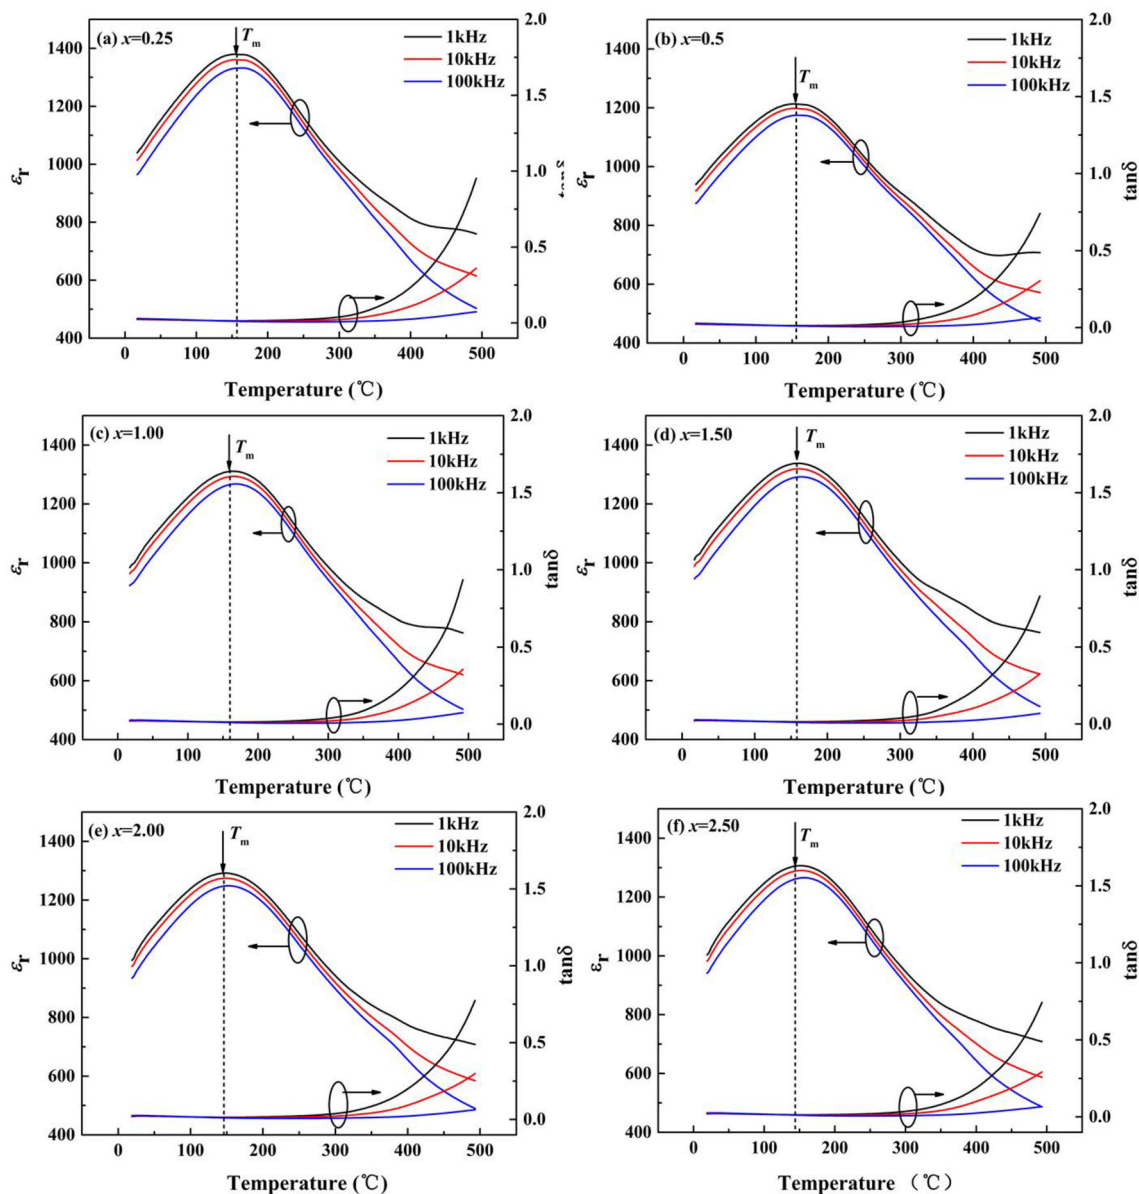 (a) x=0.25
Tm
1kHz
10kHz
100kHz
2.0
1.5
1.0
0.5
0.0
1400
1200
1000
800
600
400
εr
tanδ
0 100 200 300 400 500
Temperature (℃)
(b) x=0.5
Tm
1kHz
10kHz
100kHz
2.0
1.5
1.0
0.5
0.0
1400
1200
1000
800
600
400
εr
tanδ
0 100 200 300 400 500
Temperature (℃)
(c) x=1.00
Tm
1kHz
10kHz
100kHz
2.0
1.5
1.0
0.5
0.0
1400
1200
1000
800
600
400
εr
tanδ
0 100 200 300 400 500
Temperature (℃)
(d) x=1.50
Tm
1kHz
10kHz
100kHz
2.0
1.5
1.0
0.5
0.0
1400
1200
1000
800
600
400
εr
tanδ
0 100 200 300 400 500
Temperature (℃)
(e) x=2.00
Tm
1kHz
10kHz
100kHz
2.0
1.5
1.0
0.5
0.0
1400
1200
1000
800
600
400
εr
tanδ
0 100 200 300 400 500
Temperature (℃)
(f) x=2.50
Tm
1kHz
10kHz
100kHz
2.0
1.5
1.0
0.5
0.0
1400
1200
1000
800
600
400
εr
tanδ
0 100 200 300 400 500
Temperature （℃）